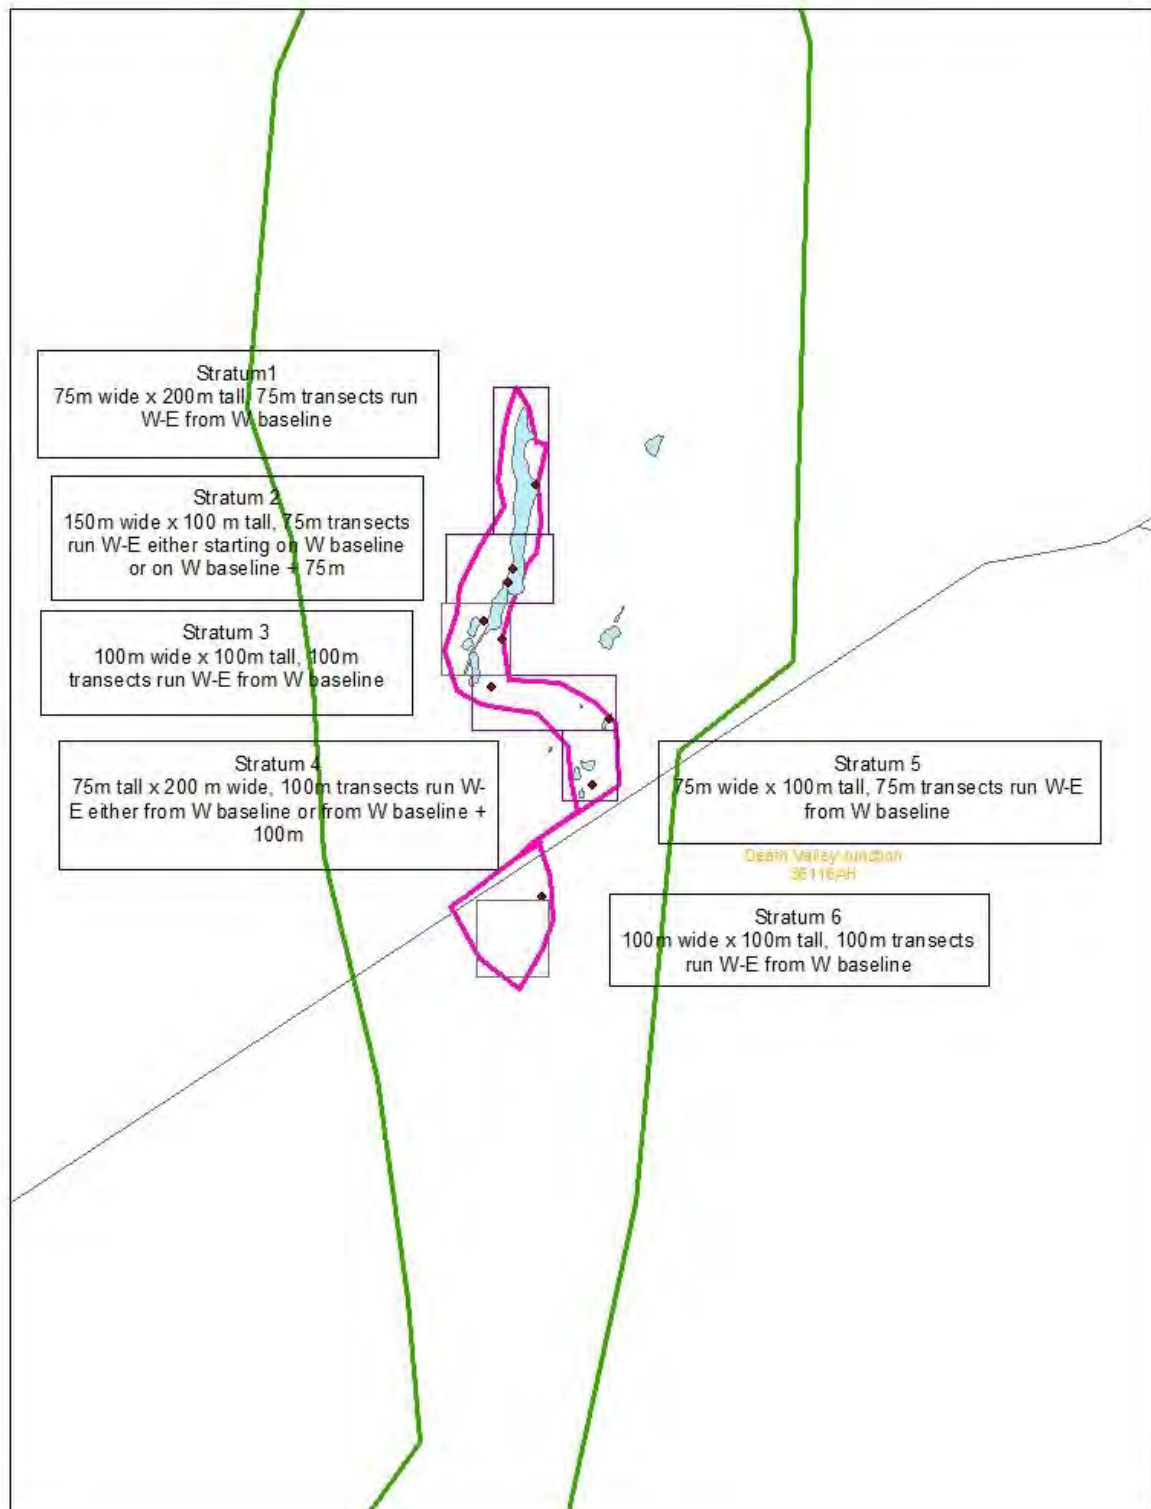 Stratum1
75m wide x 200m tall, 75m transects run
W-E from W baseline
Stratum 2
150m wide x 100 m tall, 75m transects
run W-E either starting on W baseline
or on W baseline + 75m
Stratum 3
100m wide x 100m tall, 100m
transects run W-E from W baseline
Stratum 4
75m tall x 200 m wide, 100m transects run W-
E either from W baseline or from W baseline +
100m
Stratum 5
75m wide x 100m tall, 75m transects run W-E
from W baseline
Death Valley Junction
Stratum 6
100m wide x 100m tall, 100m transects
run W-E from W baseline